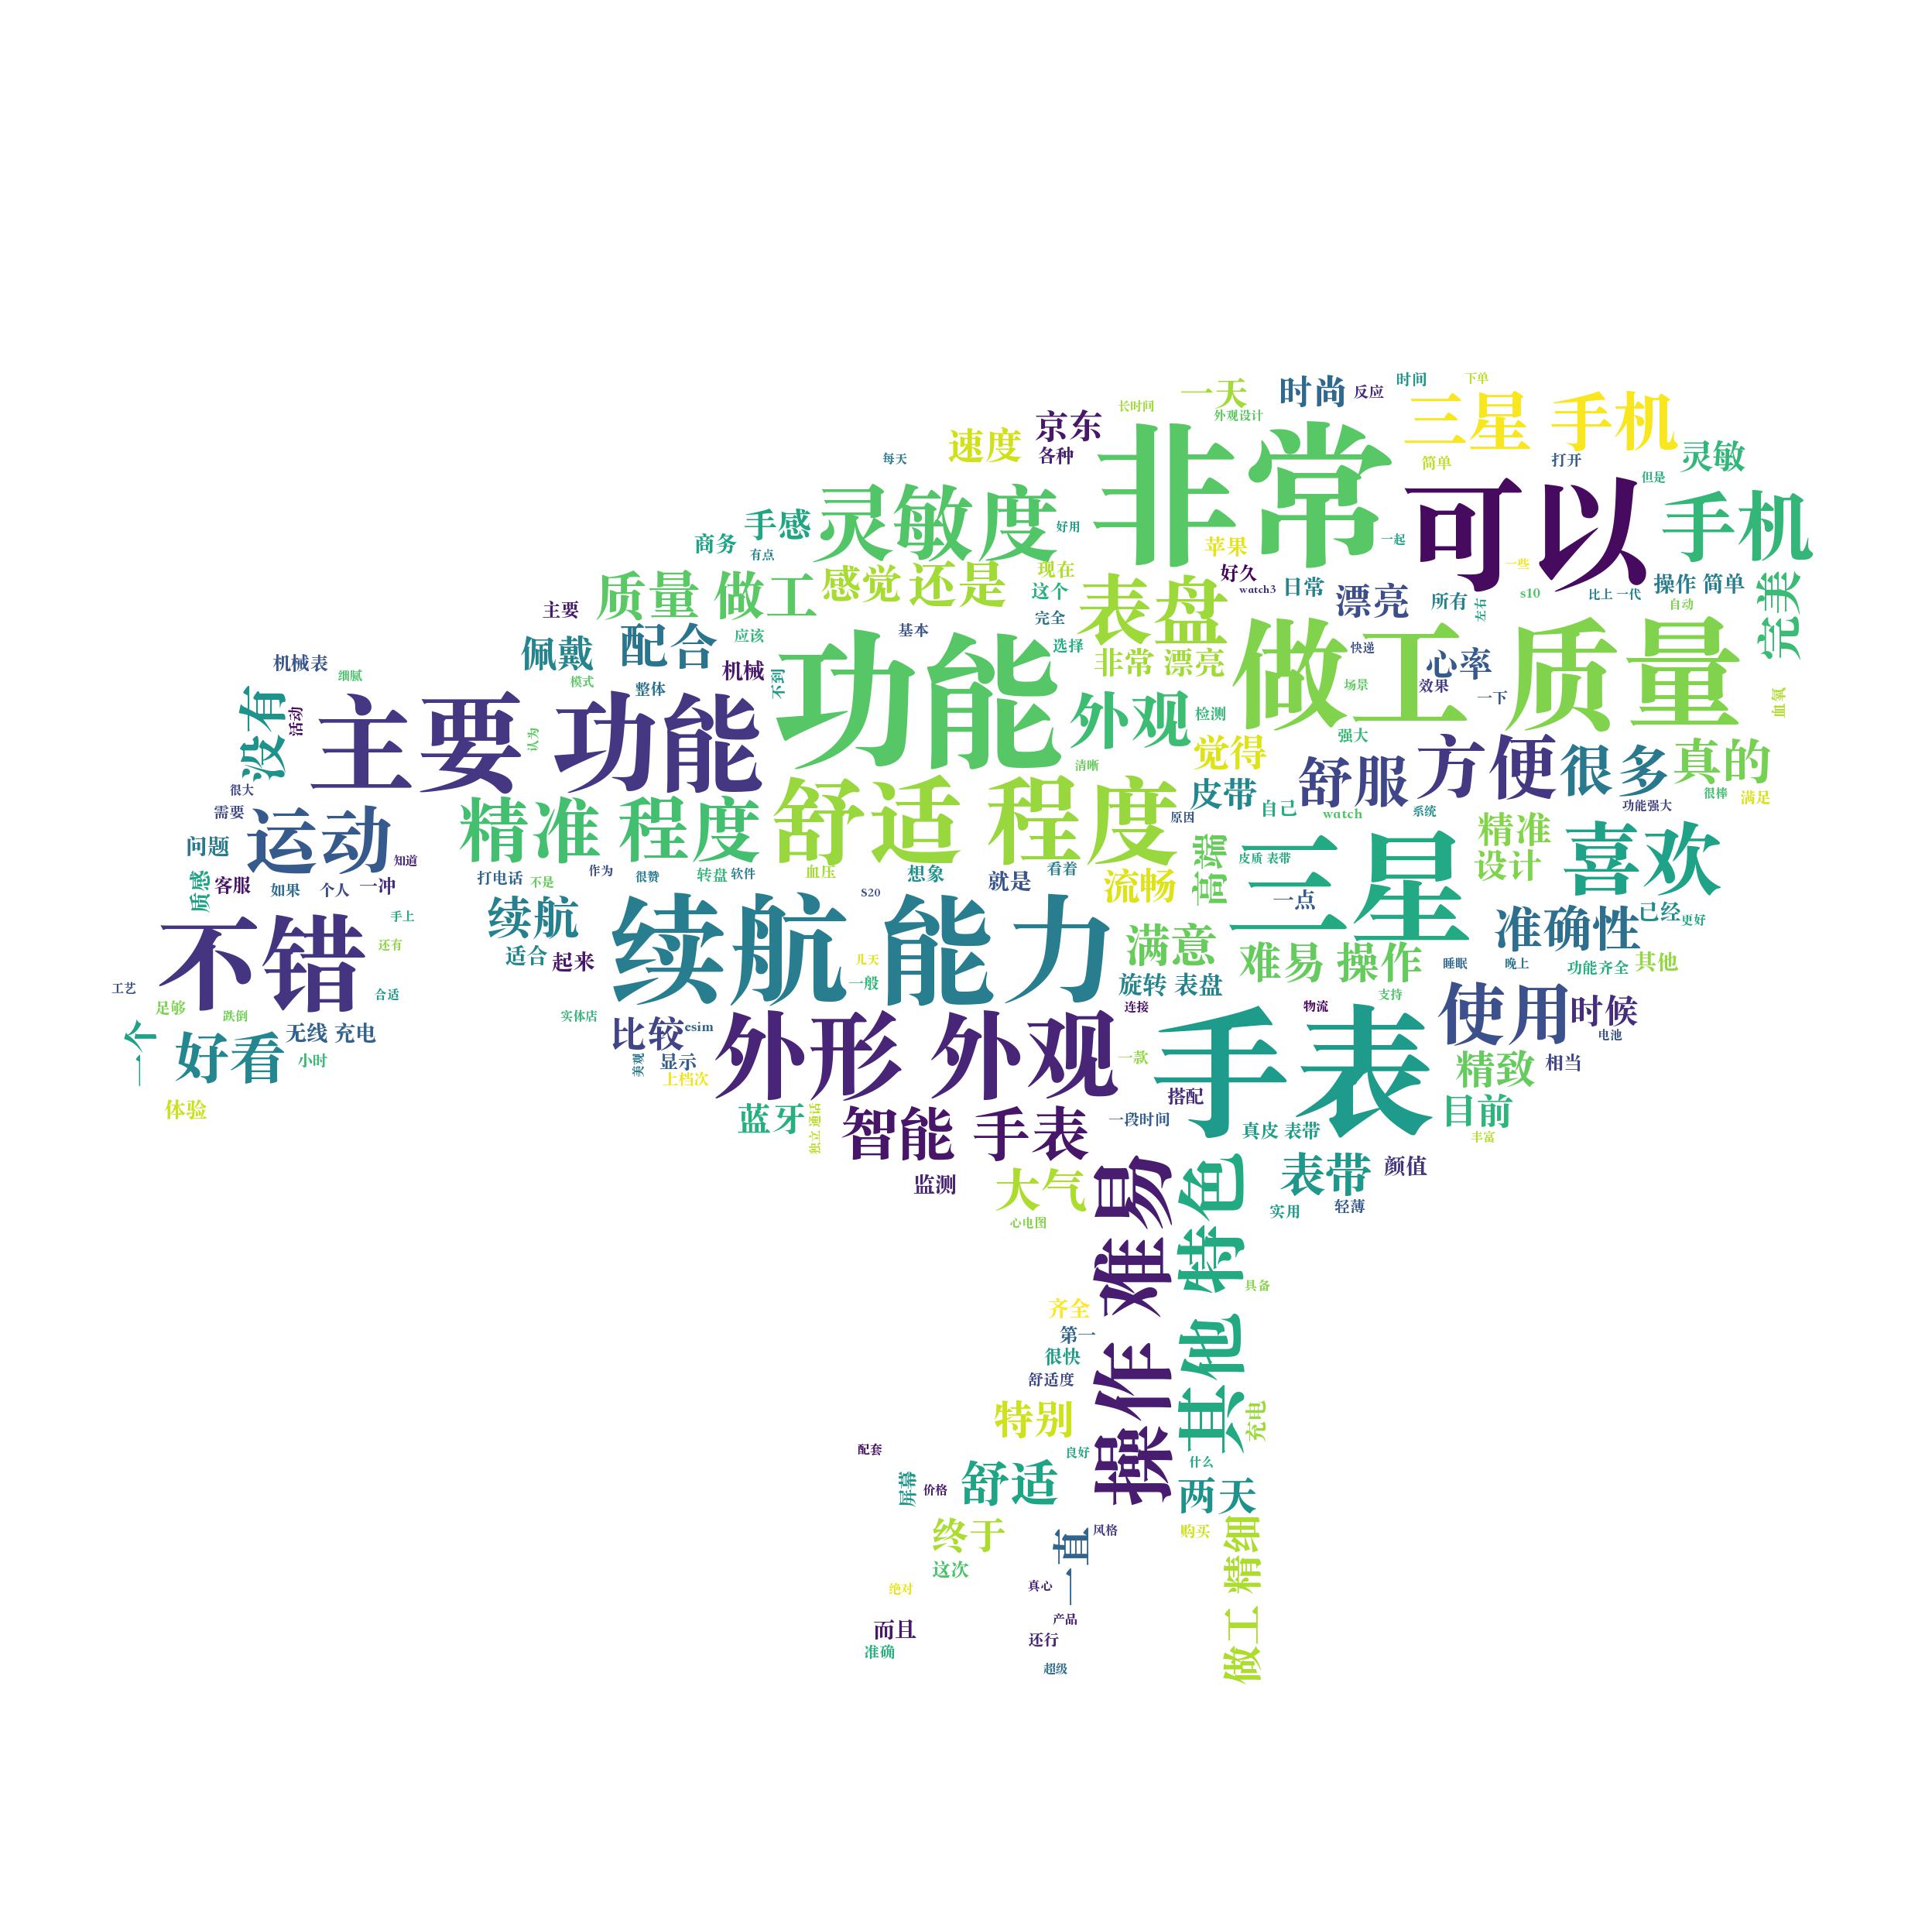 一天
时尚
反应
时间
下单
长时间
外观设计
三星 手机
京东
速度
各种
每天
非常
简单
打开
灵敏
但是
可以
手机
灵敏度
手感
好用
商务
有点
一起
苹果
好久
watch3
日常
一些
操作 简单
完美
质量 做工
感觉
还是
现在
这个
表盘
漂亮
所有
左右
s10
比上一代
自动
主要
完全
佩戴
配合
应该
基本
选择
非常 漂亮
做工 质量
快递
心率
机械表
细腻
模式
整体
机械
不到
功能
场景
效果
一下
血氧
没有
活动
主要 功能
认为
外观
检测
强大
清晰
觉得
舒服
方便
很多
真的
很大
需要
运动
精准 程度
舒适 程度
原因
皮带
自己
watch
系统
功能强大
很棒
满足
问题
知道
精准
设计
喜欢
质感
客服
如果
个人
一冲
打电话
不是
作为
很赞
转盘
软件
血压
想象
就是
看着
流畅
高端
皮质 表带
三星
一点
S20
不错
手上
还有
续航
续航 能力
准确性
已经
更好
适合
起来
几天
一般
满意
难易 操作
睡眠
晚上
功能齐全
其他
工艺
足够
跌倒
合适
旋转 表盘
支持
一个
好看
无线 充电
小时
实体店
比较
esim
外形 外观
连接
物流
手表
使用
时候
电池
美观
显示
上档次
一款
精致
相当
体验
蓝牙
独立 通话
智能 手表
搭配
一段时间
真皮 表带
目前
丰富
监测
大气
心电图
操作 难易
其他 特色
表带
颜值
实用
轻薄
具备
齐全
第一
很快
舒适度
特别
充电
配套
良好
什么
屏幕
价格
舒适
两天
终于
一直
风格
购买
做工 精细
这次
绝对
真心
产品
而且
还行
准确
超级